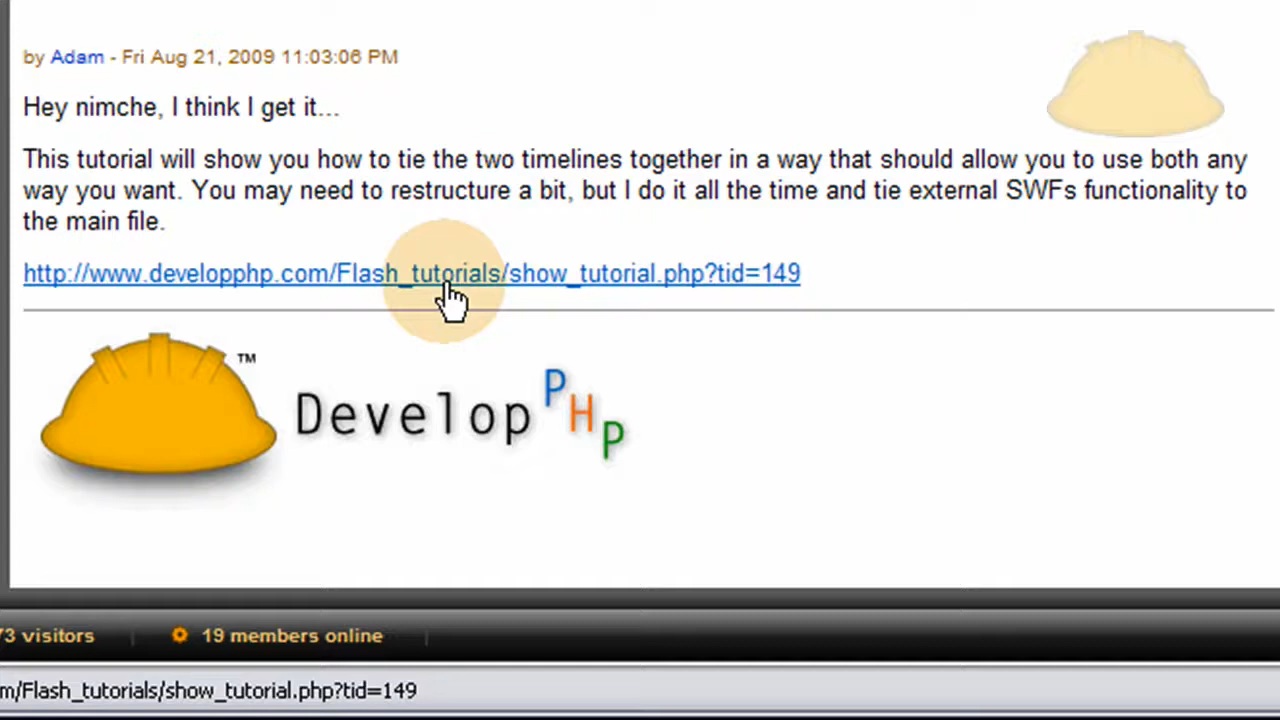 by Adam - Fri Aug 21, 2009 11:03:06 PM
Hey nimche, I think I get it...
This tutorial will show you how to tie the two timelines together in a way that should allow you to use both any
way you want. You may need to restructure a bit, but I do it all the time and tie external SWFs functionality to
the main file.
http://www.developphp.com/Flash_tutorials/show_tutorial.php?tid=149
Develop PHP ™
73 visitors | 19 members online |
m/Flash_tutorials/show_tutorial.php?tid=149